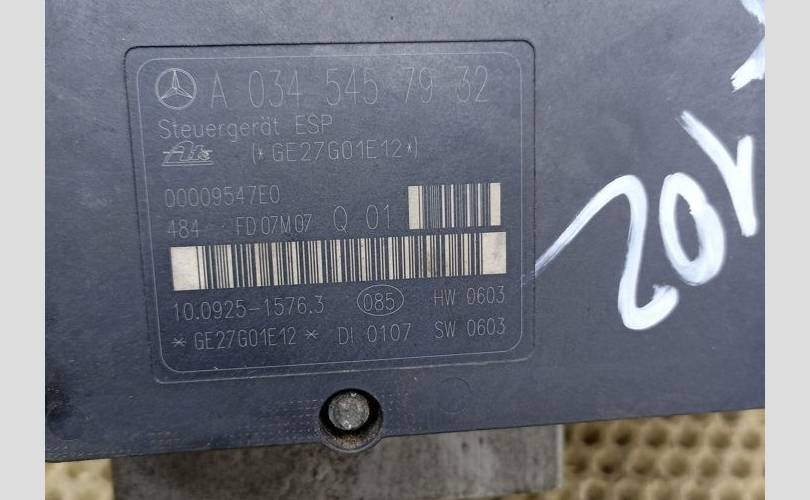 A 034 545 79 32
Steuergerät ESP
Ate (*GE27G01E12*)
00009547E0
484 FD07M07 Q 01
10.0925-1576.3 085 HW 0603
*GE27G01E12* DI 0107 SW 0603